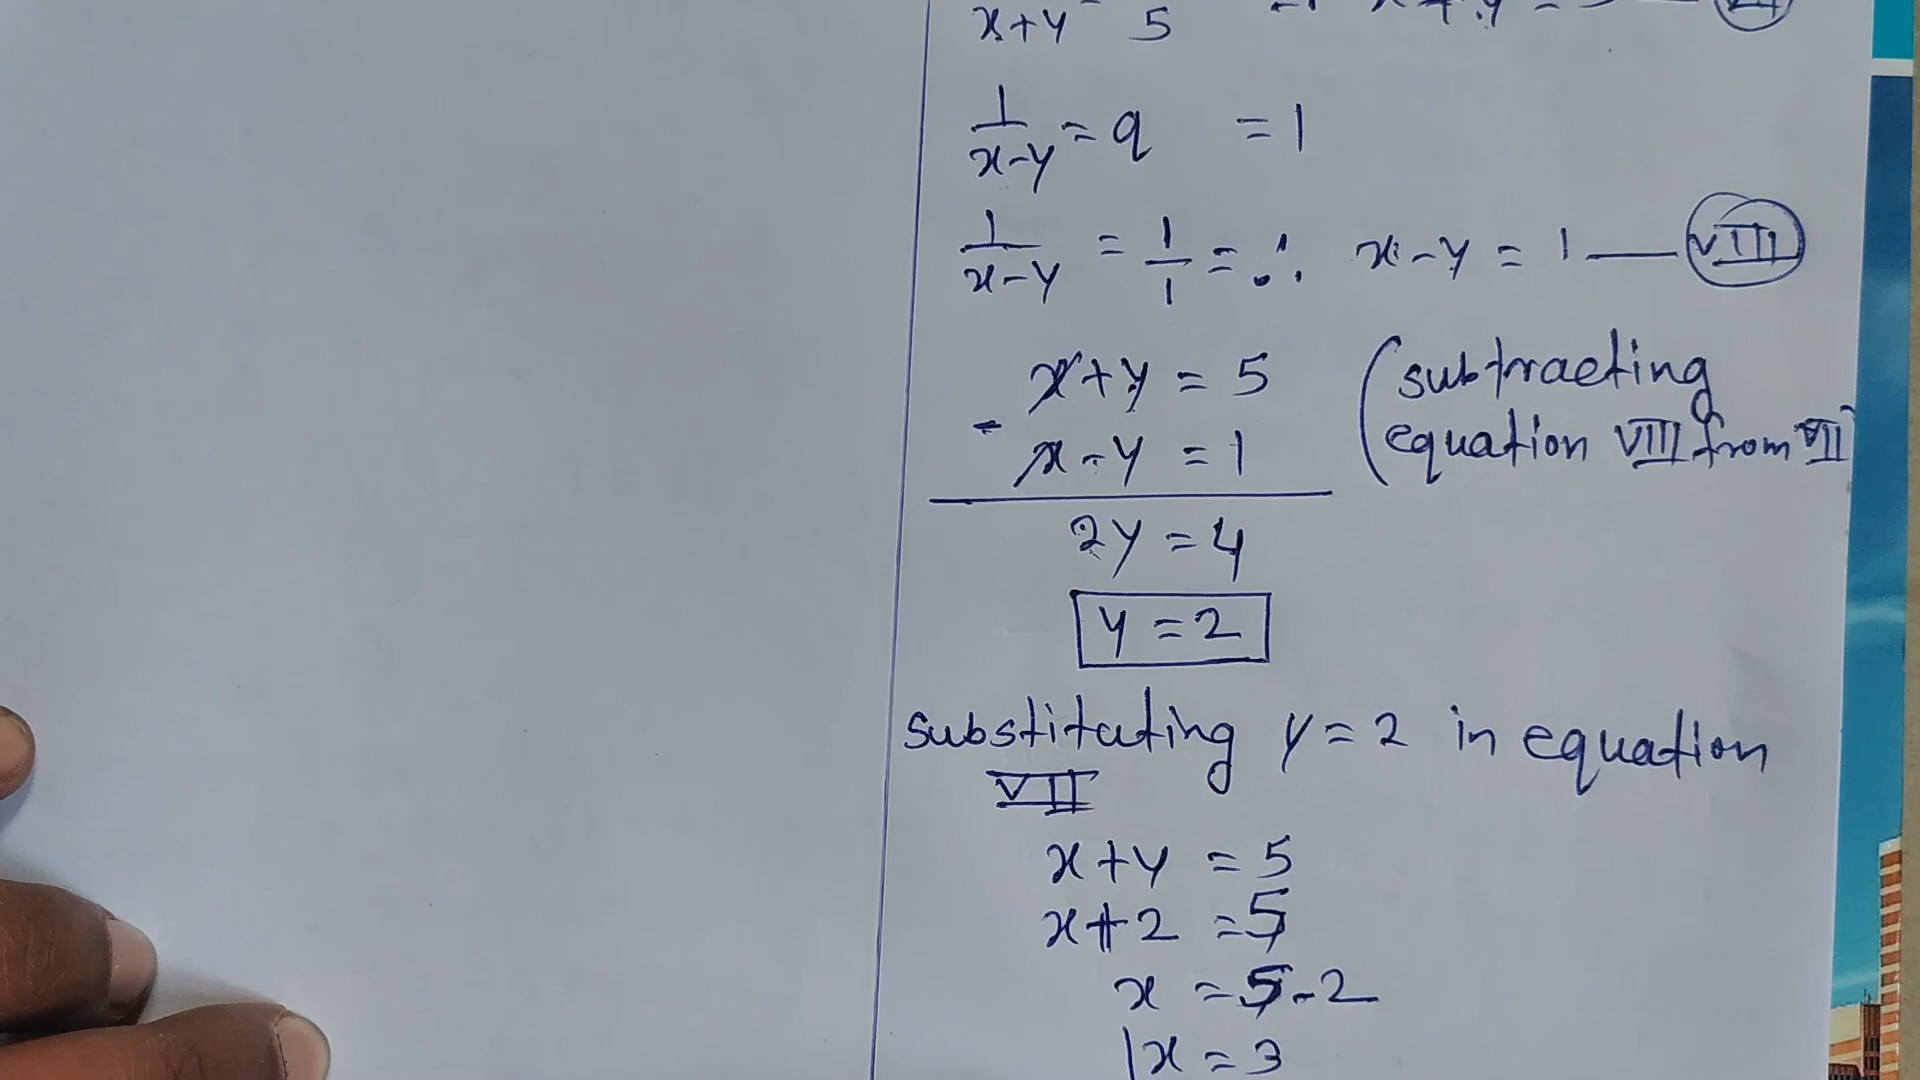 x+y 5
1/x-y = q = 1
1/x-y = 1/1 = ∴ x-y = 1 — VIII
x+y = 5 (subtracting
- x-y = 1 equation VIII from VII
2y = 4
y = 2
substituting y = 2 in equation
VII
x+y = 5
x+2 = 5
x = 5-2
x = 3